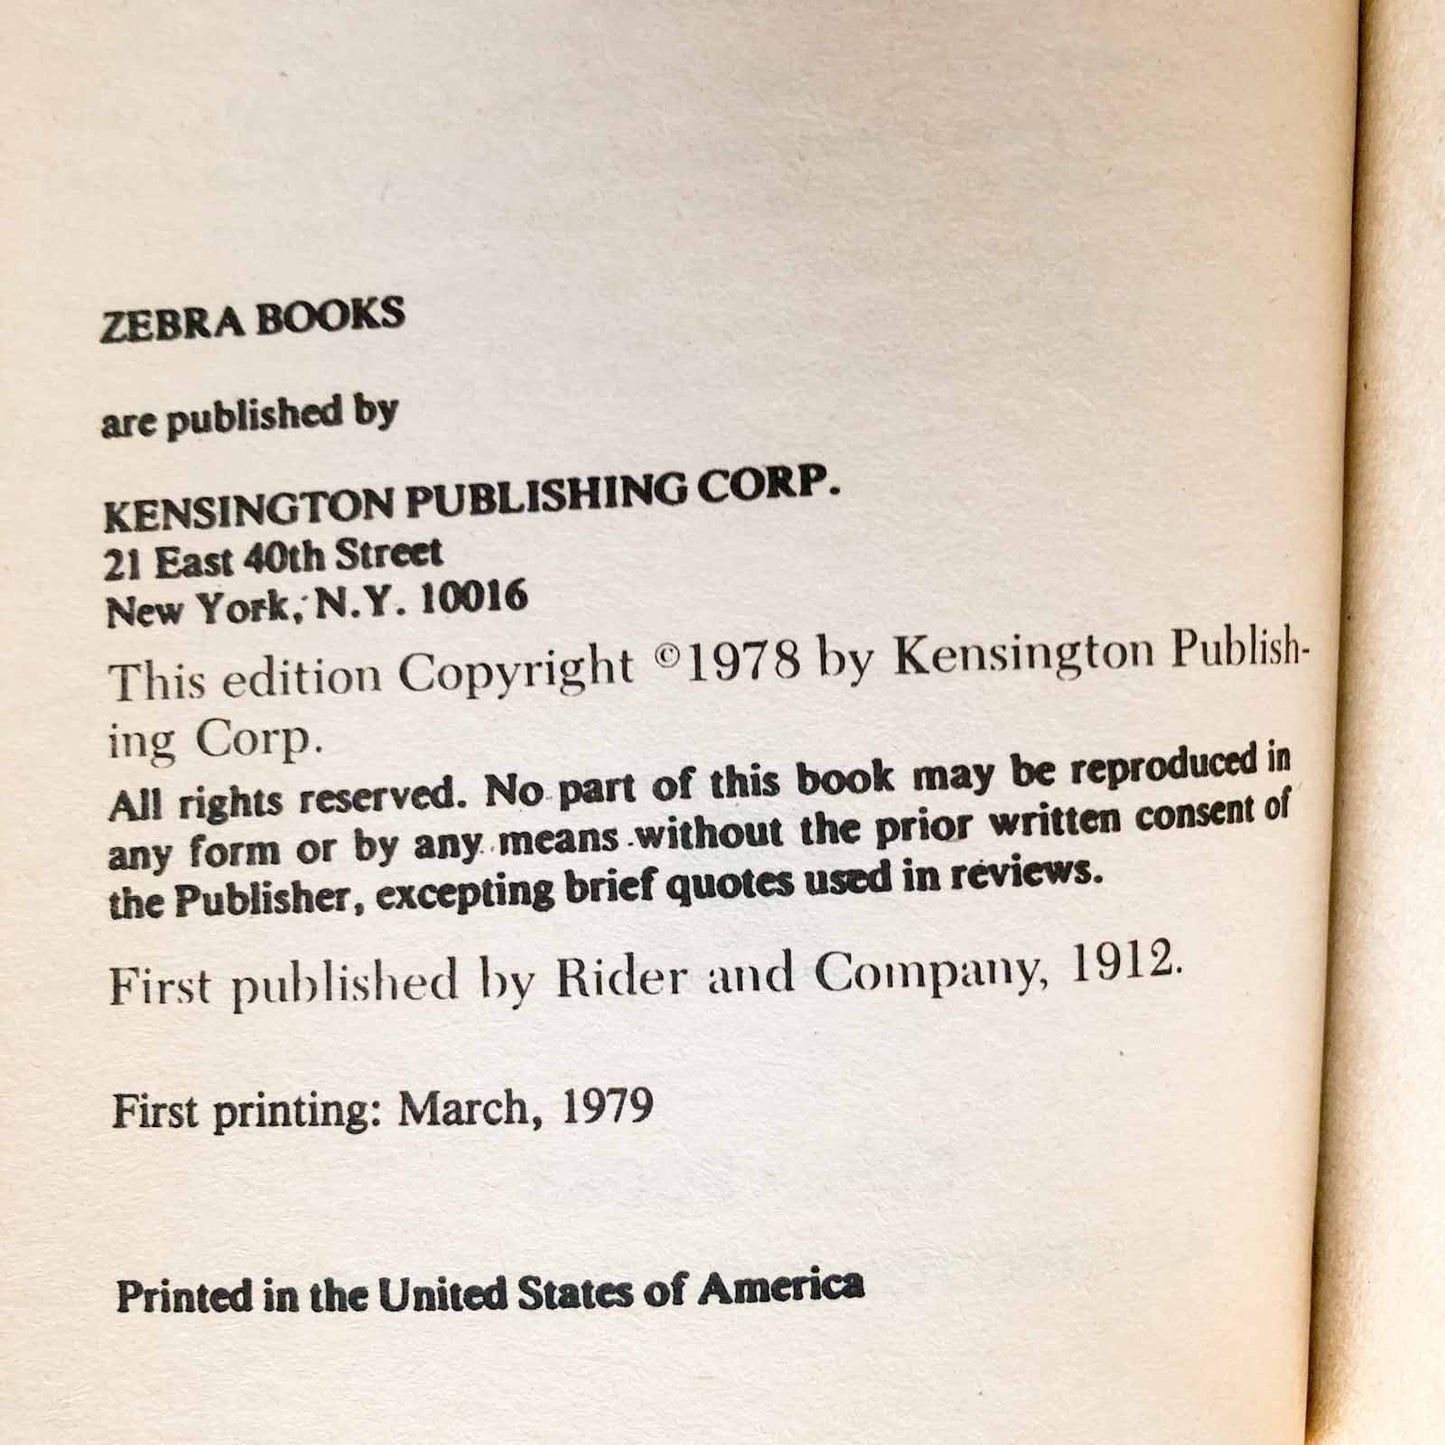 ZEBRA BOOKS
are published by
KENSINGTON PUBLISHING CORP.
21 East 40th Street
New York, N.Y. 10016
This edition Copyright ©1978 by Kensington Publish-
ing Corp.
All rights reserved. No part of this book may be reproduced in
any form or by any means without the prior written consent of
the Publisher, excepting brief quotes used in reviews.
First published by Rider and Company, 1912.
First printing: March, 1979
Printed in the United States of America